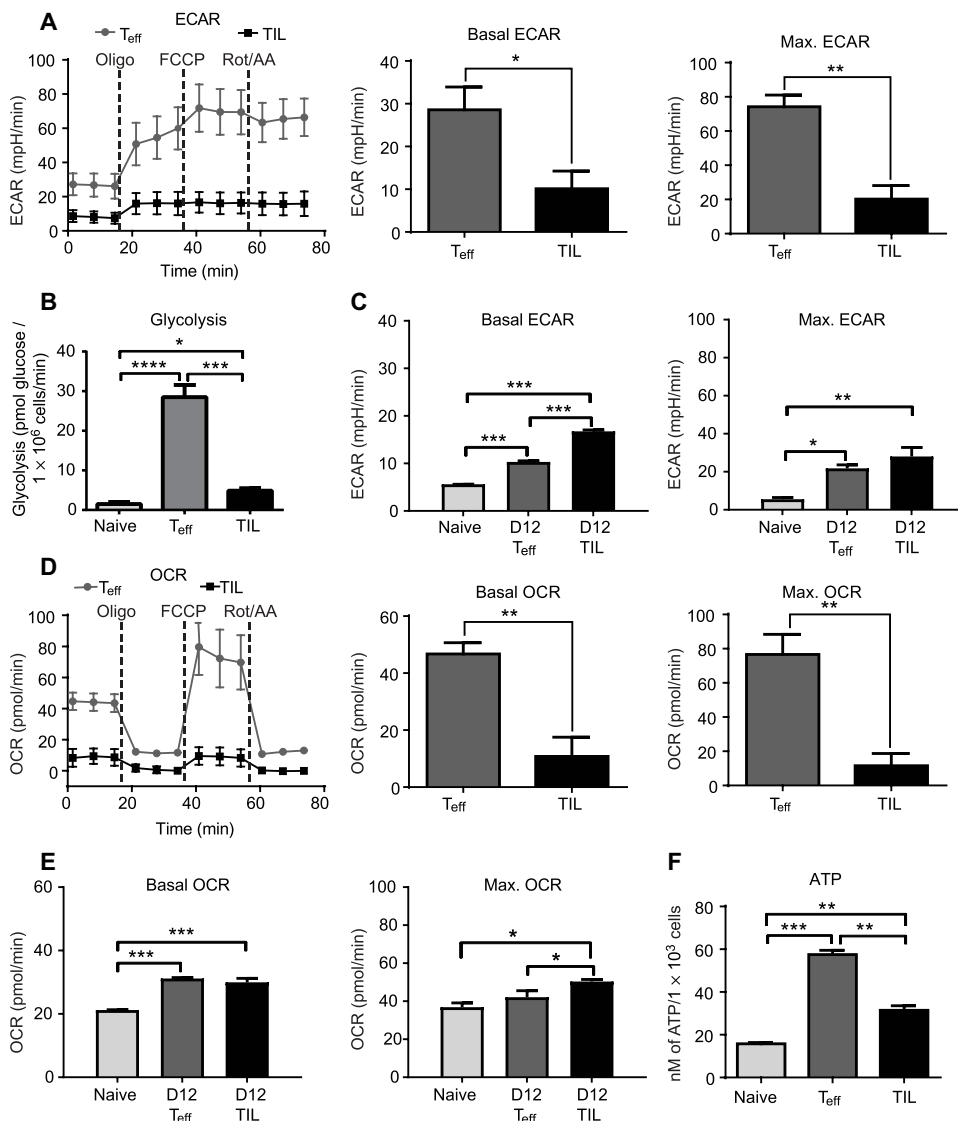 A
ECAR
Teff
TIL
Oligo
FCCP
Rot/AA
ECAR (mpH/min)
100
80
60
40
20
0
0
20
40
60
80
Time (min)
Basal ECAR
*
ECAR (mpH/min)
40
30
20
10
0
Teff
TIL
Max. ECAR
**
ECAR (mpH/min)
100
80
60
40
20
0
Teff
TIL
B
Glycolysis
*
****
***
Glycolysis (pmol glucose /
1 × 10⁶ cells/min)
40
30
20
10
0
Naive
Teff
TIL
C
Basal ECAR
***
***
***
ECAR (mpH/min)
40
30
20
10
0
Naive
D12
Teff
D12
TIL
Max. ECAR
**
*
ECAR (mpH/min)
100
80
60
40
20
0
Naive
D12
Teff
D12
TIL
D
OCR
Teff
TIL
Oligo
FCCP
Rot/AA
OCR (pmol/min)
100
80
60
40
20
0
0
20
40
60
80
Time (min)
Basal OCR
**
OCR (pmol/min)
60
40
20
0
Teff
TIL
Max. OCR
**
OCR (pmol/min)
100
80
60
40
20
0
Teff
TIL
E
Basal OCR
***
***
OCR (pmol/min)
60
40
20
0
Naive
D12
Teff
D12
TIL
Max. OCR
*
*
OCR (pmol/min)
100
80
60
40
20
0
Naive
D12
Teff
D12
TIL
F
ATP
**
***
**
nM of ATP/1 × 10³ cells
80
60
40
20
0
Naive
Teff
TIL